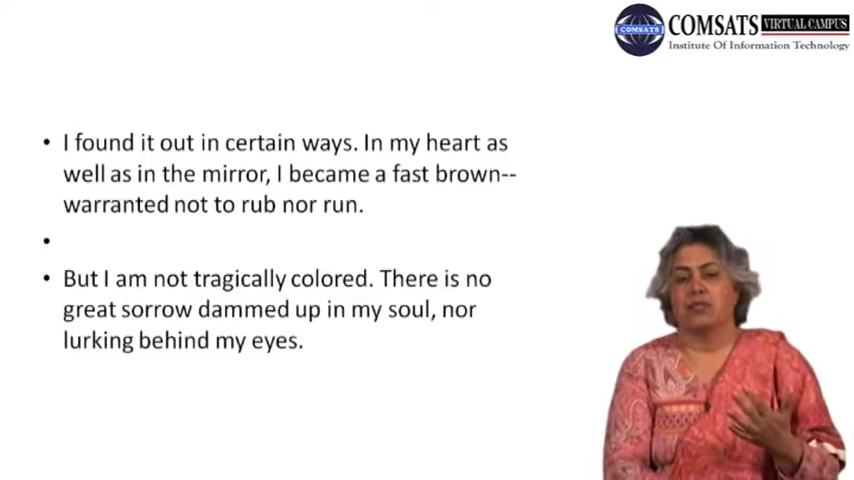 COMSATS
COMSATS VIRTUAL CAMPUS
Institute Of Information Technology
• I found it out in certain ways. In my heart as
well as in the mirror, I became a fast brown--
warranted not to rub nor run.
•
• But I am not tragically colored. There is no
great sorrow dammed up in my soul, nor
lurking behind my eyes.